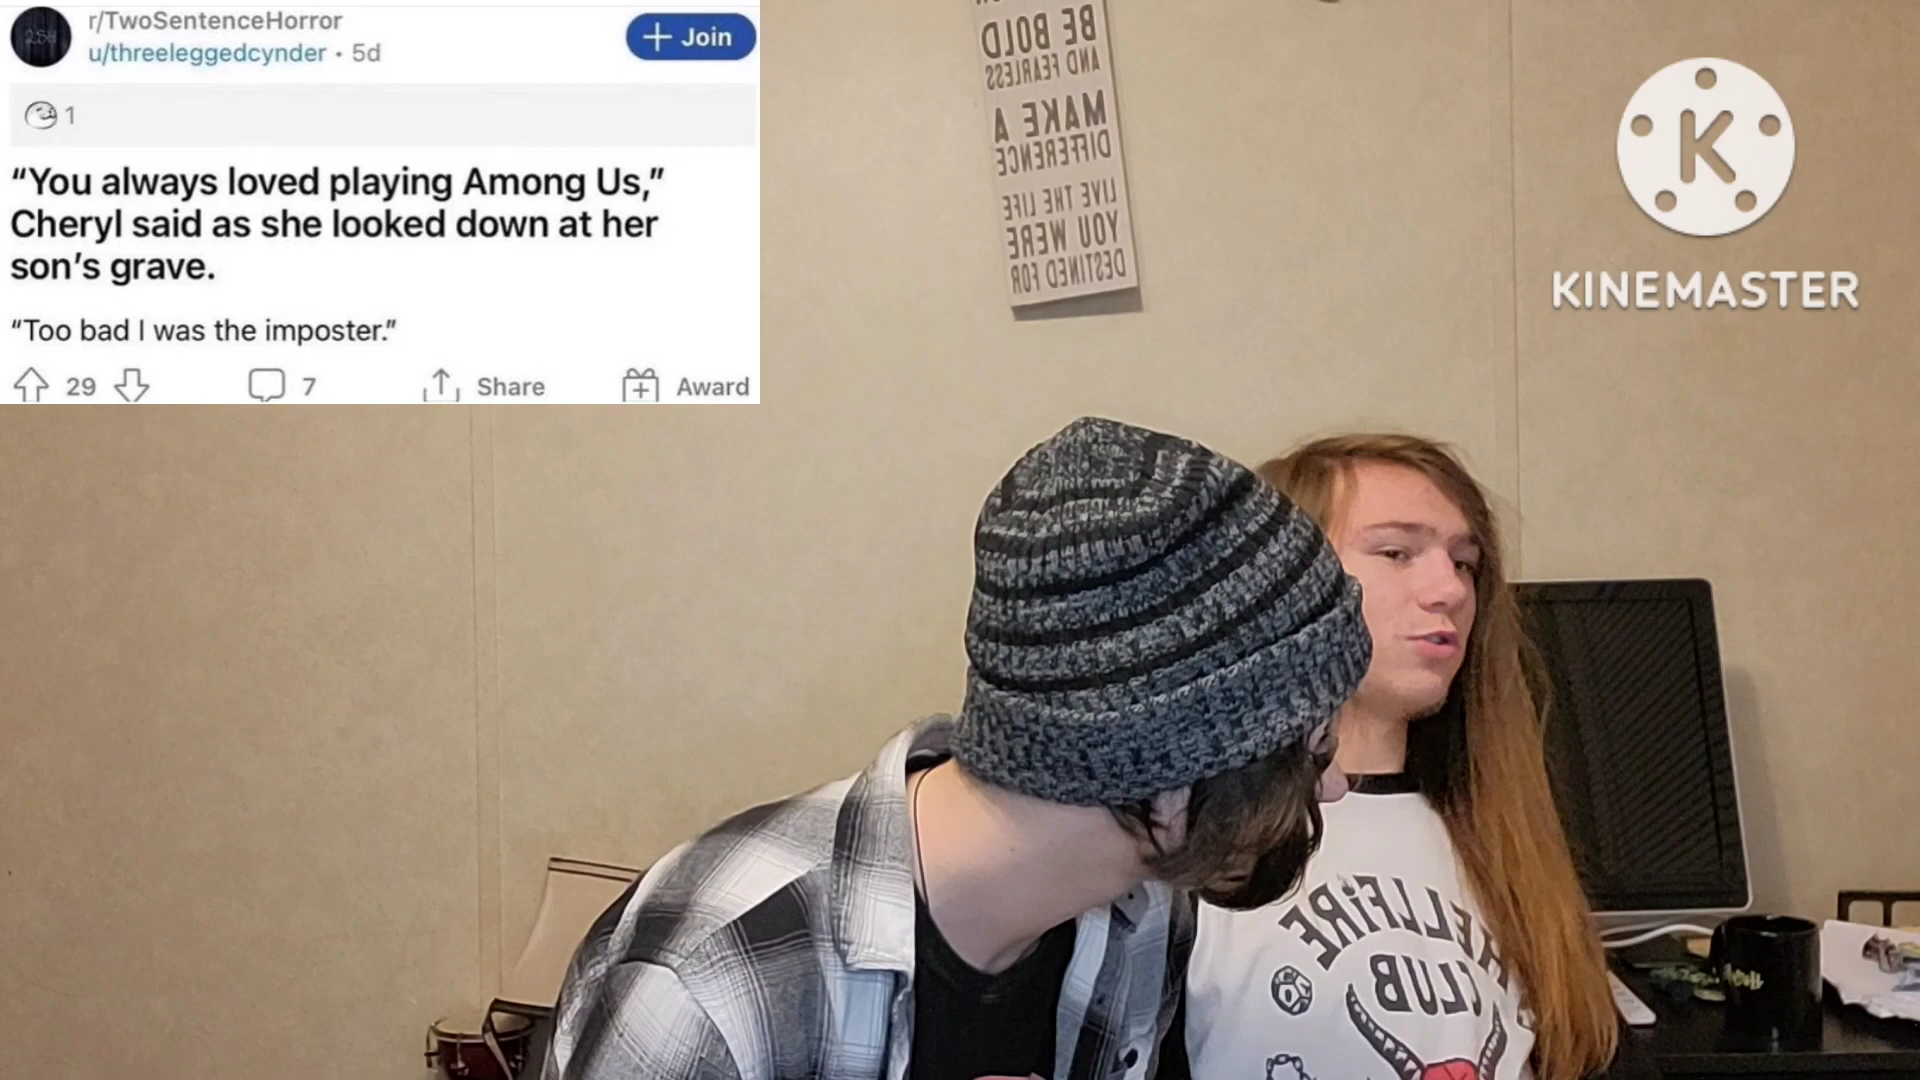 r/TwoSentenceHorror
u/threeleggedcynder • 5d
+ Join
1
“You always loved playing Among Us,”
Cheryl said as she looked down at her
son’s grave.
“Too bad I was the imposter.”
29
7
Share
Award
BE BOLD
AND FEARLESS
MAKE A
DIFFERENCE
LIVE THE LIFE
YOU WERE
DESTINED FOR
K
KINEMASTER
HELLFIRE
CLUB